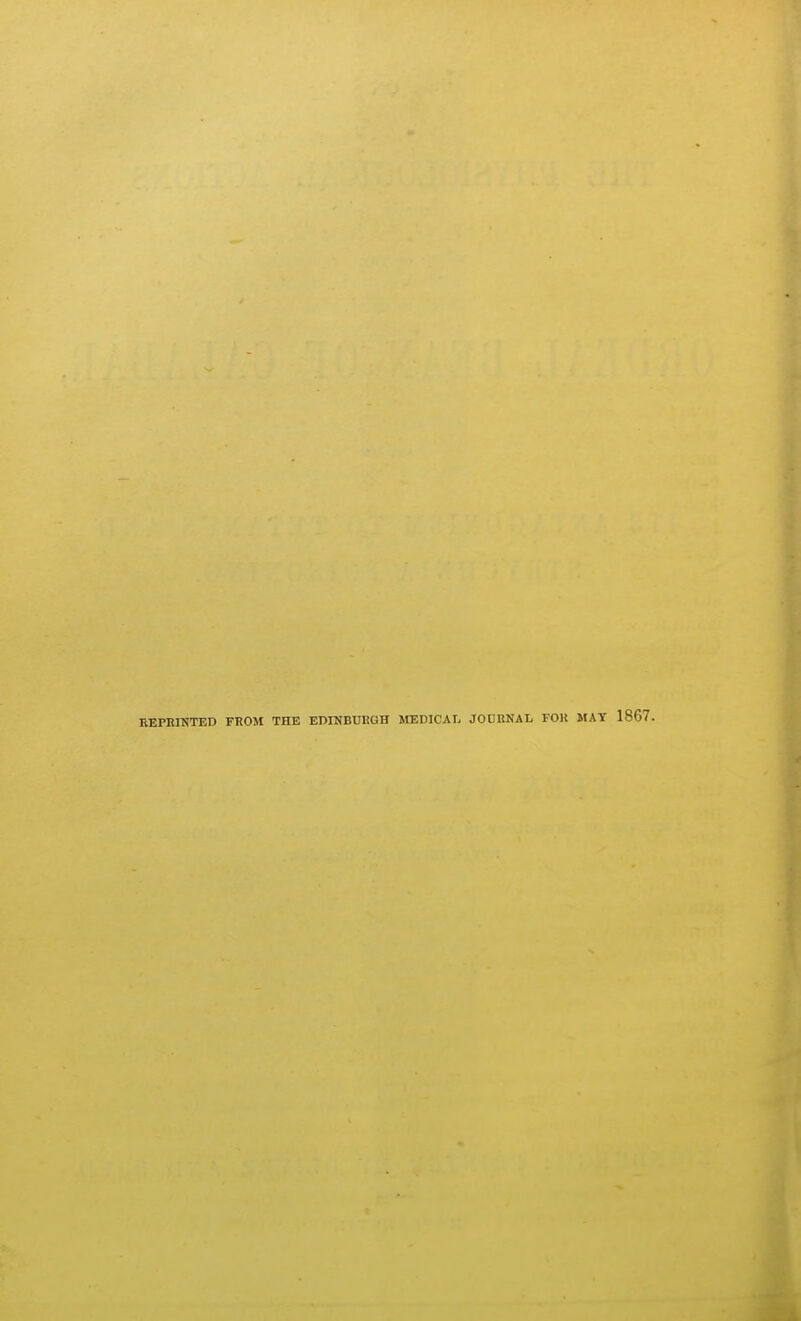 REPRINTED FROM THE EDINBURGH MEDICAL JOURNAL FOR MAY 1867.